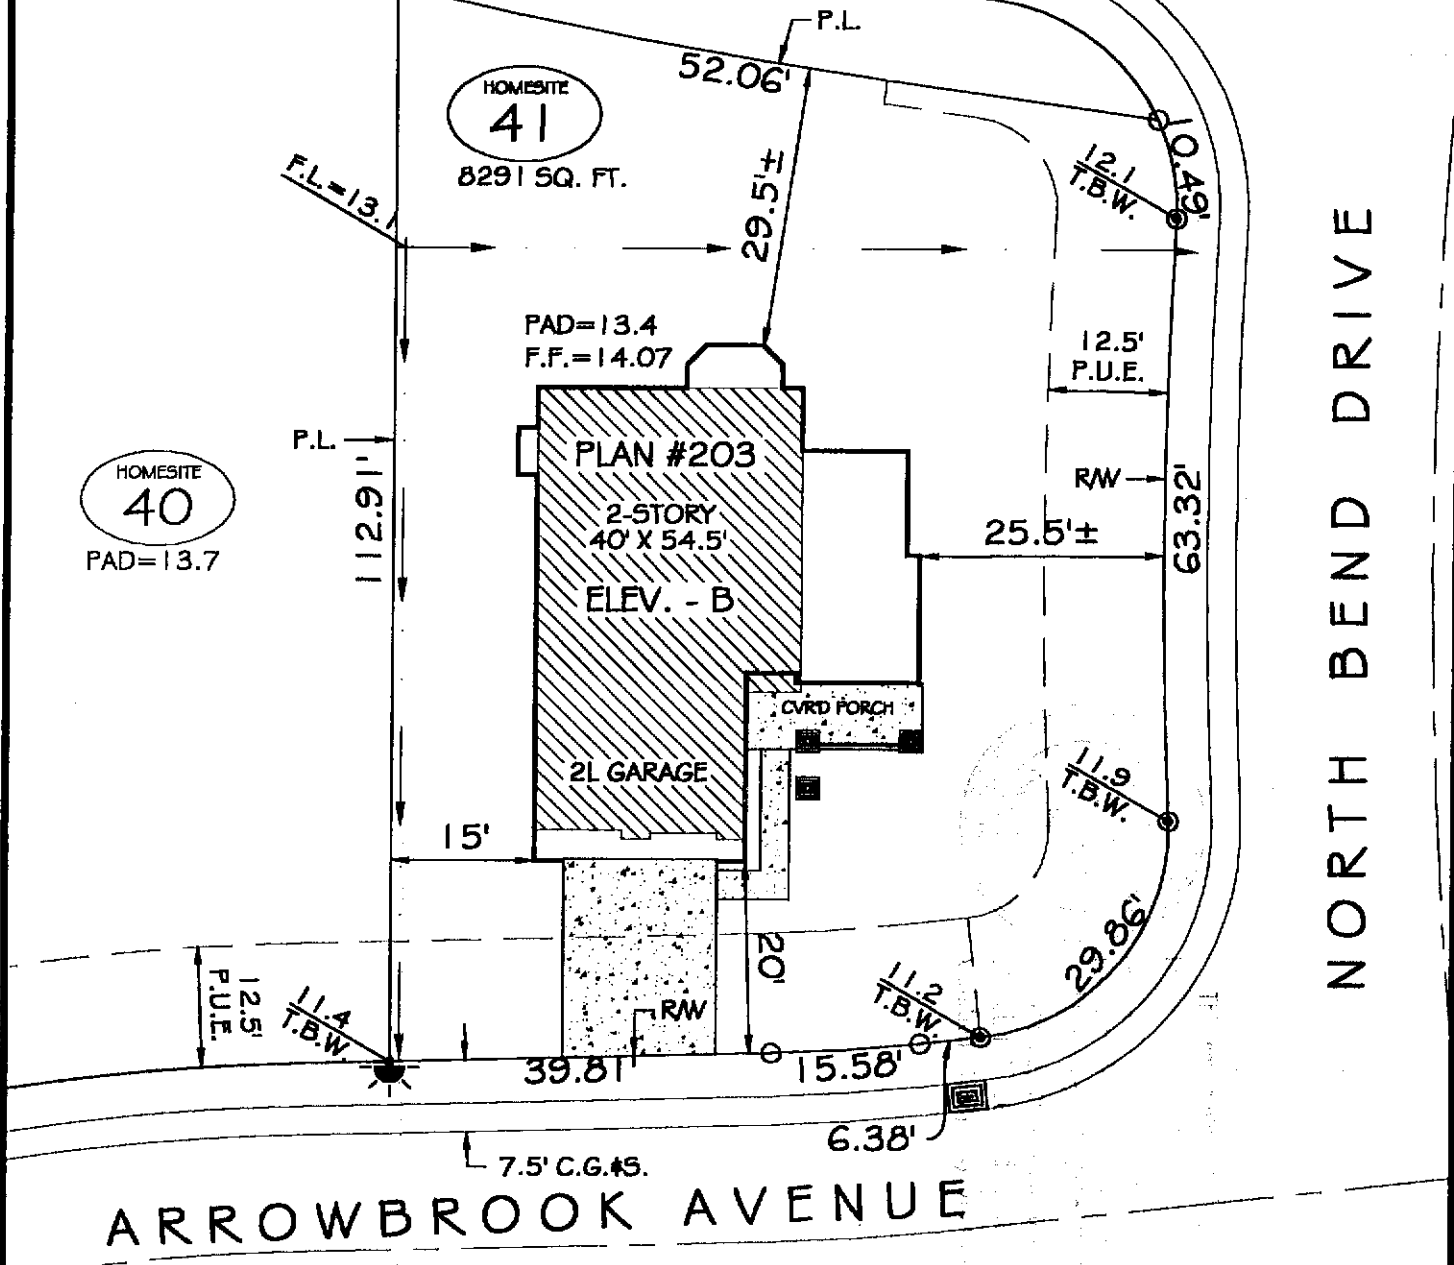 P.L.
52.06'
HOMESITE
41
8291 SQ. FT.
10.49'
12.1
T.B.W.
F.L.=13.1
29.5'±
PAD=13.4
F.F.=14.07
12.5'
P.U.E.
NORTH BEND DRIVE
P.L.
112.91'
HOMESITE
40
PAD=13.7
PLAN #203
2-STORY
40' X 54.5'
ELEV. - B
R/W
25.5'±
63.32'
CVR'D PORCH
2L GARAGE
11.9
T.B.W.
15'
20'
29.86'
12.5'
P.U.E.
11.4
T.B.W.
R/W
11.2
T.B.W.
39.81'
15.58'
6.38'
7.5' C.G.&S.
ARROWBROOK AVENUE